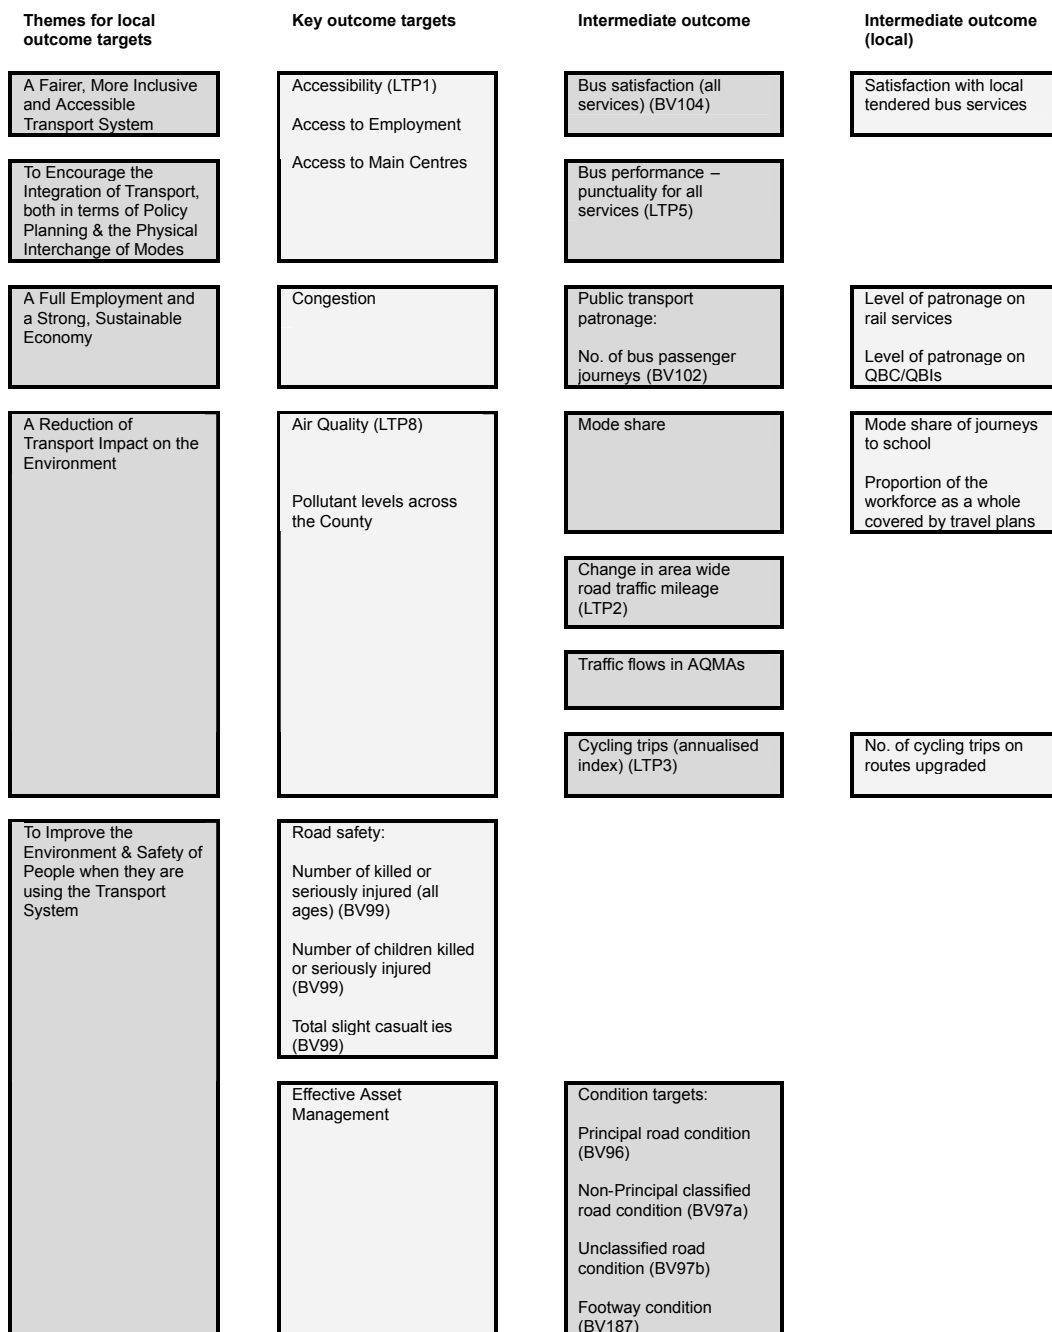 Themes for local
outcome targets
Key outcome targets
Intermediate outcome
Intermediate outcome
(local)
A Fairer, More Inclusive
and Accessible
Transport System
Accessibility (LTP1)
Access to Employment
Access to Main Centres
Bus satisfaction (all
services) (BV104)
Satisfaction with local
tendered bus services
To Encourage the
Integration of Transport,
both in terms of Policy
Planning & the Physical
Interchange of Modes
Bus performance –
punctuality for all
services (LTP5)
A Full Employment and
a Strong, Sustainable
Economy
Congestion
Public transport
patronage:
No. of bus passenger
journeys (BV102)
Level of patronage on
rail services
Level of patronage on
QBC/QBIs
A Reduction of
Transport Impact on the
Environment
Air Quality (LTP8)
Pollutant levels across
the County
Mode share
Mode share of journeys
to school
Proportion of the
workforce as a whole
covered by travel plans
Change in area wide
road traffic mileage
(LTP2)
Traffic flows in AQMAs
Cycling trips (annualised
index) (LTP3)
No. of cycling trips on
routes upgraded
To Improve the
Environment & Safety of
People when they are
using the Transport
System
Road safety:
Number of killed or
seriously injured (all
ages) (BV99)
Number of children killed
or seriously injured
(BV99)
Total slight casualt ies
(BV99)
Effective Asset
Management
Condition targets:
Principal road condition
(BV96)
Non-Principal classified
road condition (BV97a)
Unclassified road
condition (BV97b)
Footway condition
(BV187)